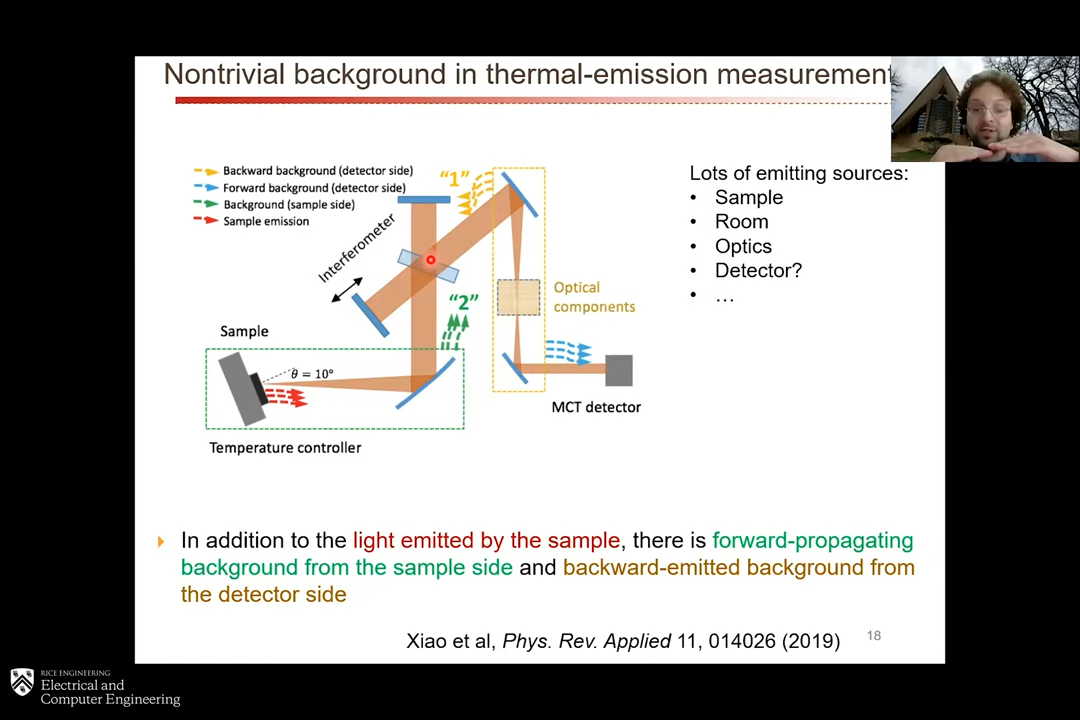 Nontrivial background in thermal-emission measurement
Backward background (detector side)
Forward background (detector side)
Background (sample side)
Sample emission
"1"
Interferometer
"2"
Sample
θ = 10°
Temperature controller
Optical
components
MCT detector
Lots of emitting sources:
• Sample
• Room
• Optics
• Detector?
• …
In addition to the light emitted by the sample, there is forward-propagating
background from the sample side and backward-emitted background from
the detector side
Xiao et al, Phys. Rev. Applied 11, 014026 (2019)
18
RICE ENGINEERING
Electrical and
Computer Engineering